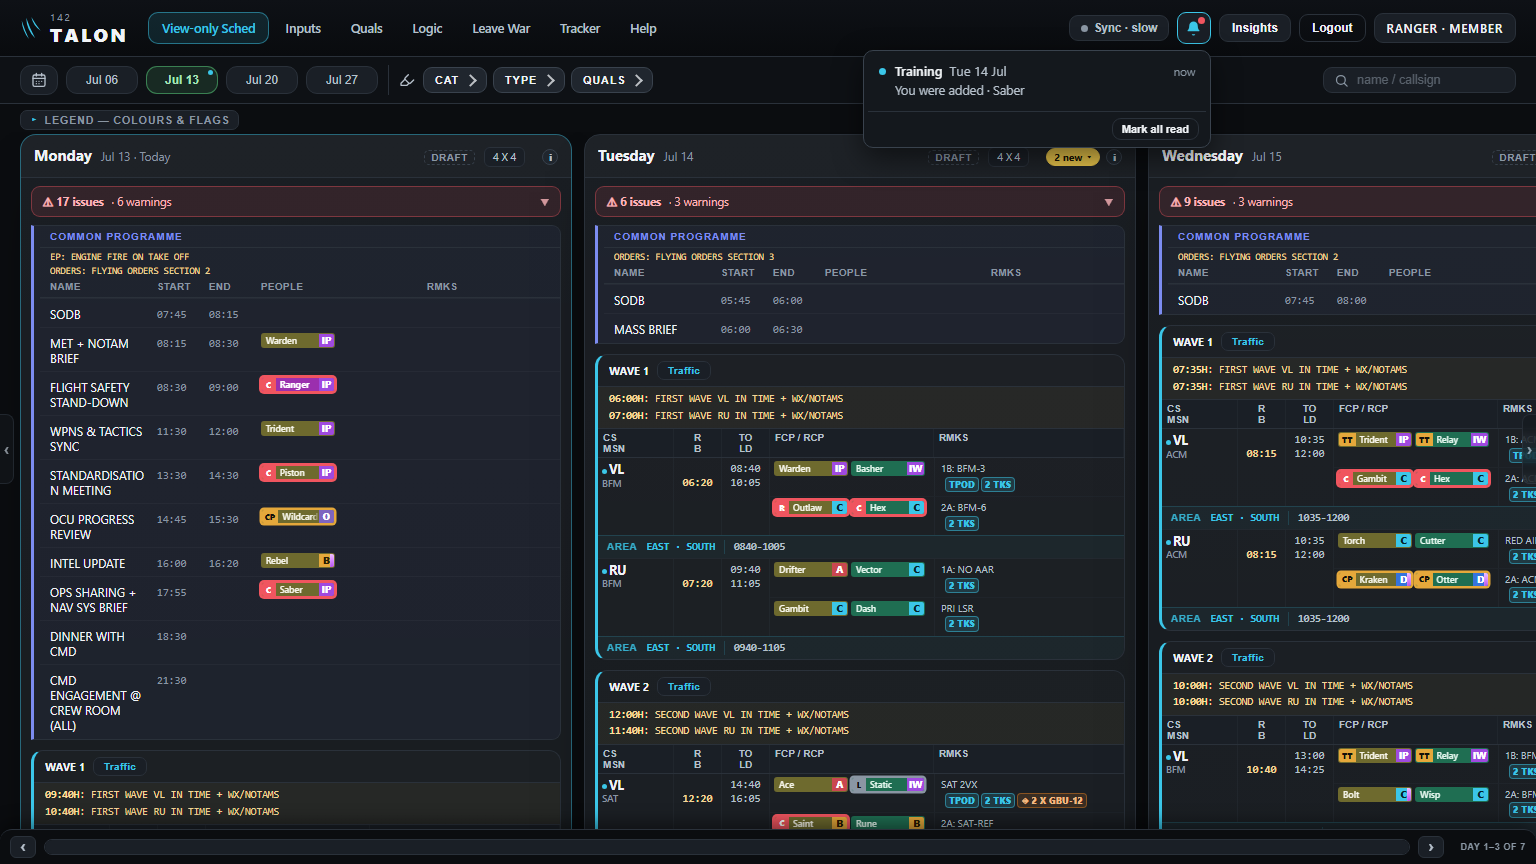 142
TALON
View-only Sched
Inputs
Quals
Logic
Leave War
Tracker
Help
Sync · slow
Insights
Logout
RANGER · MEMBER
Jul 06
Jul 13
Jul 20
Jul 27
CAT
TYPE
QUALS
name / callsign
Training Tue 14 Jul now
You were added · Saber
Mark all read
LEGEND — COLOURS & FLAGS
Monday Jul 13 · Today DRAFT 4 X 4 i
17 issues · 6 warnings
COMMON PROGRAMME
EP: ENGINE FIRE ON TAKE OFF
ORDERS: FLYING ORDERS SECTION 2
NAME START END PEOPLE RMKS
SODB 07:45 08:15
MET + NOTAM BRIEF 08:15 08:30 Warden IP
FLIGHT SAFETY STAND-DOWN 08:30 09:00 C Ranger IP
WPNS & TACTICS SYNC 11:30 12:00 Trident IP
STANDARDISATIO
N MEETING 13:30 14:30 C Piston IP
OCU PROGRESS REVIEW 14:45 15:30 CP Wildcard O
INTEL UPDATE 16:00 16:20 Rebel B
OPS SHARING + NAV SYS BRIEF 17:55 C Saber IP
DINNER WITH CMD 18:30
CMD ENGAGEMENT @ CREW ROOM (ALL) 21:30
WAVE 1 Traffic
09:40H: FIRST WAVE VL IN TIME + WX/NOTAMS
10:40H: FIRST WAVE RU IN TIME + WX/NOTAMS
Tuesday Jul 14 DRAFT 4 X 4 2 new i
6 issues · 3 warnings
COMMON PROGRAMME
ORDERS: FLYING ORDERS SECTION 3
NAME START END PEOPLE RMKS
SODB 05:45 06:00
MASS BRIEF 06:00 06:30
WAVE 1 Traffic
06:00H: FIRST WAVE VL IN TIME + WX/NOTAMS
07:00H: FIRST WAVE RU IN TIME + WX/NOTAMS
CS R TO FCP / RCP RMKS
MSN B LD
VL 08:40 Warden IP Basher IW 1B: BFM-3
BFM 06:20 10:05 TPOD 2 TKS
R Outlaw C C Hex C 2A: BFM-6
2 TKS
AREA EAST · SOUTH 0840-1005
RU 09:40 Drifter A Vector C 1A: NO AAR
BFM 07:20 11:05 2 TKS
Gambit C Dash C PRI LSR
2 TKS
AREA EAST · SOUTH 0940-1105
WAVE 2 Traffic
12:00H: SECOND WAVE VL IN TIME + WX/NOTAMS
11:40H: SECOND WAVE RU IN TIME + WX/NOTAMS
CS R TO FCP / RCP RMKS
MSN B LD
VL 14:40 Ace A L Static IW SAT 2VX
SAT 12:20 16:05 TPOD 2 TKS 2 X GBU-12
C Saint B Rune B 2A: SAT-REF
Wednesday Jul 15 DRAFT
9 issues · 3 warnings
COMMON PROGRAMME
ORDERS: FLYING ORDERS SECTION 2
NAME START END PEOPLE
SODB 07:45 08:00
WAVE 1 Traffic
07:35H: FIRST WAVE VL IN TIME + WX/NOTAMS
07:35H: FIRST WAVE RU IN TIME + WX/NOTAMS
CS R TO FCP / RCP RMKS
MSN B LD
VL 10:35 TT Trident IP TT Relay IW 1B:
ACM 08:15 12:00
C Gambit C C Hex C 2A:
2 TKS
AREA EAST · SOUTH 1035-1200
RU 10:35 Torch C Cutter C RED AI
ACM 08:15 12:00 2 TKS
CP Kraken D CP Otter D 2A: AC
2 TKS
AREA EAST · SOUTH 1035-1200
WAVE 2 Traffic
10:00H: SECOND WAVE VL IN TIME + WX/NOTAMS
10:00H: SECOND WAVE RU IN TIME + WX/NOTAMS
CS R TO FCP / RCP RMKS
MSN B LD
VL 13:00 TT Trident IP TT Relay IW 1B: BFM
BFM 10:40 14:25 2 TKS
Bolt C Wisp C 2A: BFM
2 TKS
DAY 1–3 OF 7